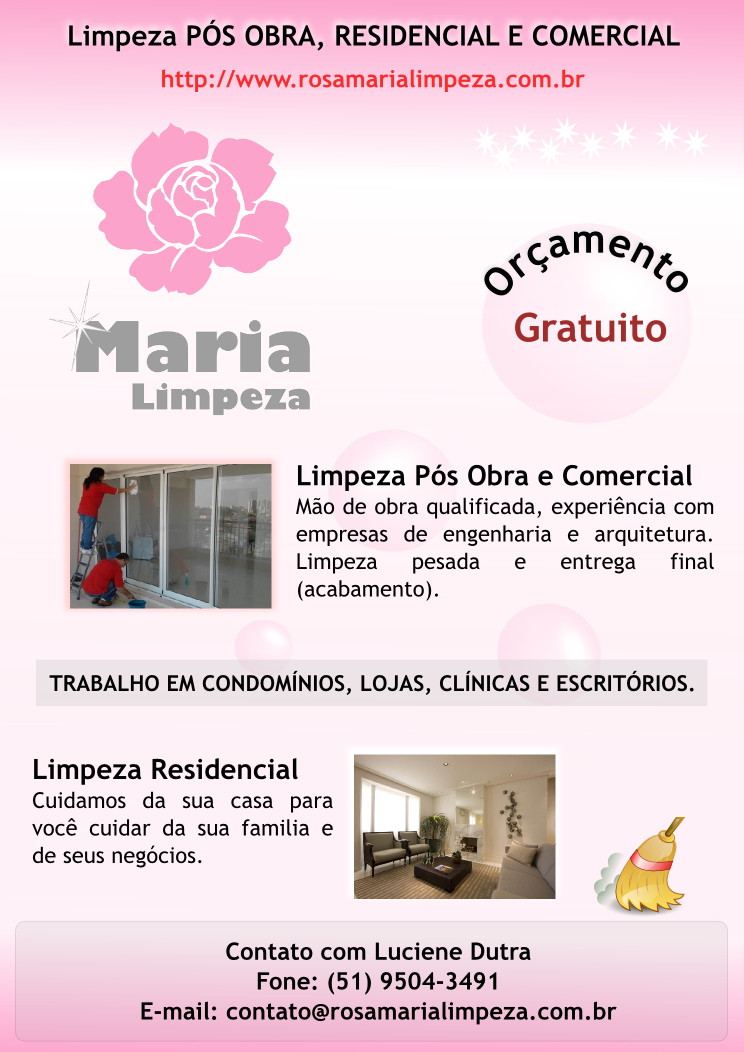 Limpeza PÓS OBRA, RESIDENCIAL E COMERCIAL
http://www.rosamarialimpeza.com.br
Maria
Limpeza
Orçamento
Gratuito
Limpeza Pós Obra e Comercial
Mão de obra qualificada, experiência com
empresas de engenharia e arquitetura.
Limpeza pesada e entrega final
(acabamento).
TRABALHO EM CONDOMÍNIOS, LOJAS, CLÍNICAS E ESCRITÓRIOS.
Limpeza Residencial
Cuidamos da sua casa para
você cuidar da sua familia e
de seus negócios.
Contato com Luciene Dutra
Fone: (51) 9504-3491
E-mail: contato@rosamarialimpeza.com.br